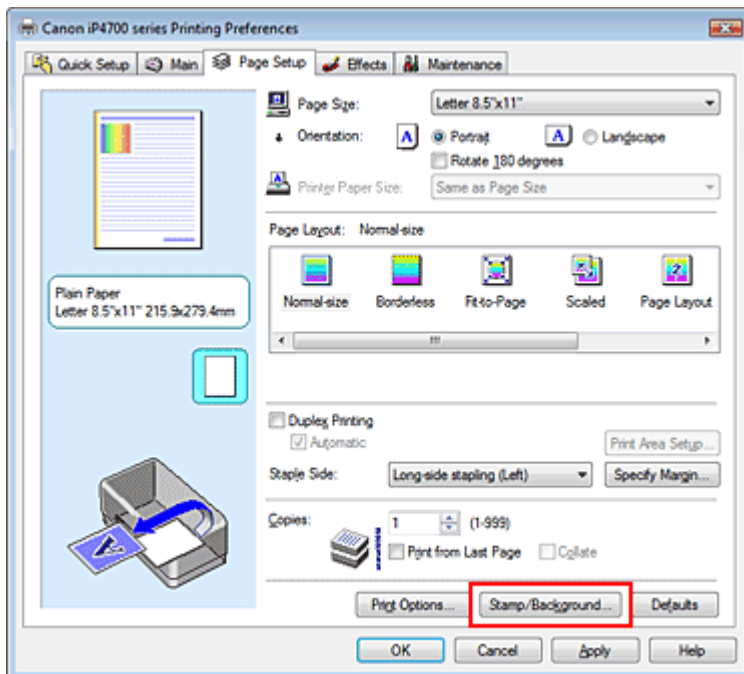 Canon iP4700 series Printing Preferences
Quick Setup Main Page Setup Effects Maintenance
Page Size: Letter 8.5"x11"
Orientation: A Portrait A Landscape
Rotate 180 degrees
Printer Paper Size: Same as Page Size
Page Layout: Normal-size
Normal-size Borderless Fit-to-Page Scaled Page Layout
Plain Paper
Letter 8.5"x11" 215.9x279.4mm
Duplex Printing
Automatic Print Area Setup...
Staple Side: Long-side stapling (Left) Specify Margin...
Copies: 1 (1-999)
Print from Last Page Collate
Print Options... Stamp/Background... Defaults
OK Cancel Apply Help